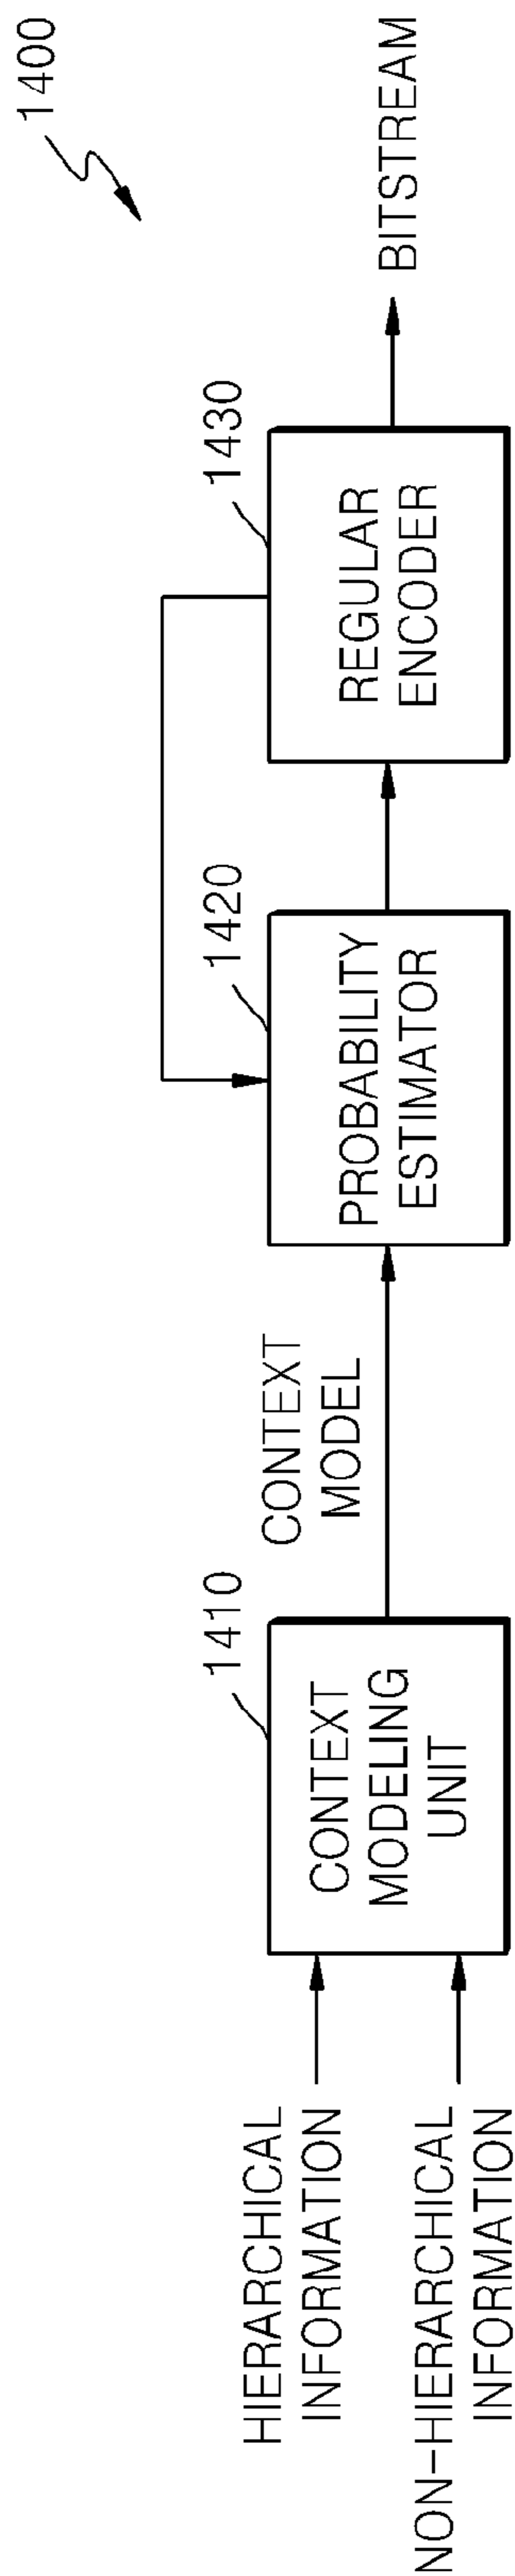 1400
HIERARCHICAL
INFORMATION
NON-HIERARCHICAL
INFORMATION
1410
CONTEXT
MODELING
UNIT
CONTEXT
MODEL
1420
PROBABILITY
ESTIMATOR
1430
REGULAR
ENCODER
BITSTREAM